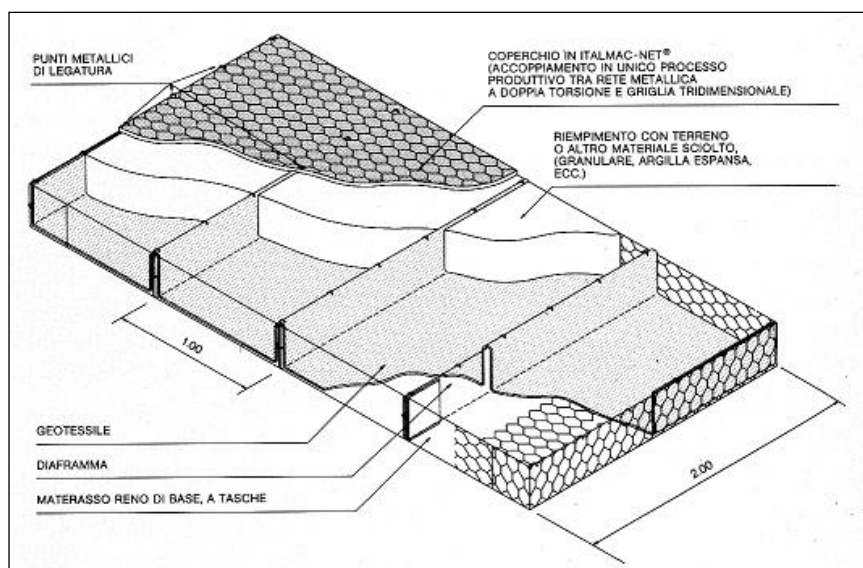 PUNTI METALLICI
DI LEGATURA
COPERCHIO IN ITALMAC-NET®
(ACCOPPIAMENTO IN UNICO PROCESSO
PRODUTTIVO TRA RETE METALLICA
A DOPPIA TORSIONE E GRIGLIA TRIDIMENSIONALE)
RIEMPIMENTO CON TERRENO
O ALTRO MATERIALE SCIOLTO,
(GRANULARE, ARGILLA ESPANSA,
ECC.)
1.00
GEOTESSILE
DIAFRAMMA
MATERASSO RENO DI BASE, A TASCHE
2.00